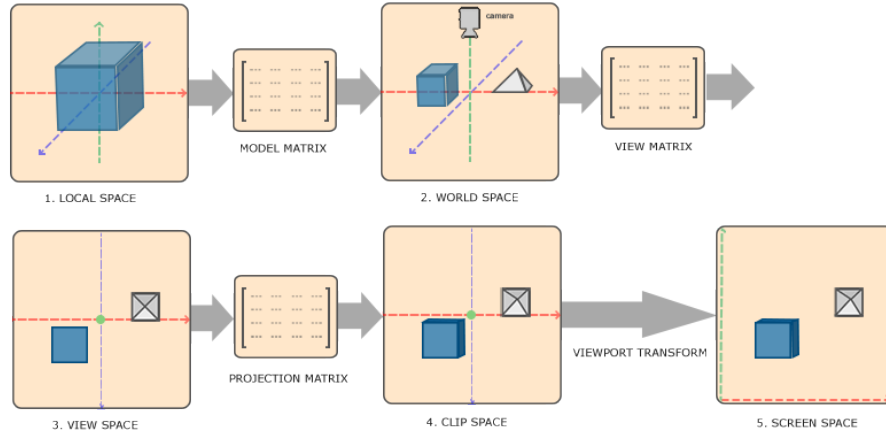 camera
MODEL MATRIX
VIEW MATRIX
1. LOCAL SPACE
2. WORLD SPACE
VIEWPORT TRANSFORM
PROJECTION MATRIX
3. VIEW SPACE
4. CLIP SPACE
5. SCREEN SPACE